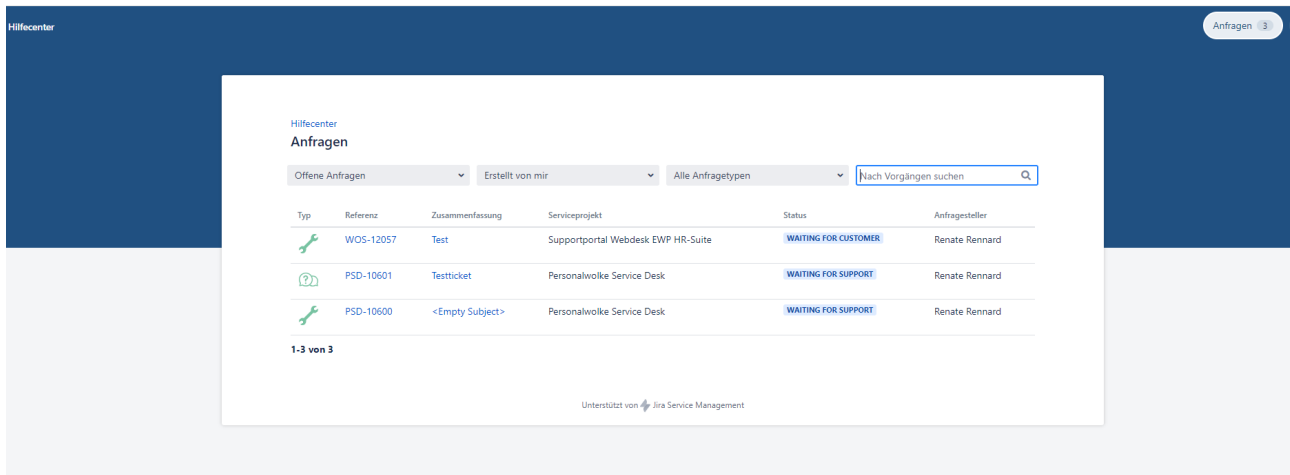 Hilfecenter
Anfragen 3
Hilfecenter
Anfragen
Offene Anfragen Erstellt von mir Alle Anfragetypen Nach Vorgängen suchen
Typ Referenz Zusammenfassung Serviceprojekt Status Anfragesteller
WOS-12057 Test Supportportal Webdesk EWP HR-Suite WAITING FOR CUSTOMER Renate Rennard
PSD-10601 Testticket Personalwolke Service Desk WAITING FOR SUPPORT Renate Rennard
PSD-10600 <Empty Subject> Personalwolke Service Desk WAITING FOR SUPPORT Renate Rennard
1-3 von 3
Unterstützt von Jira Service Management